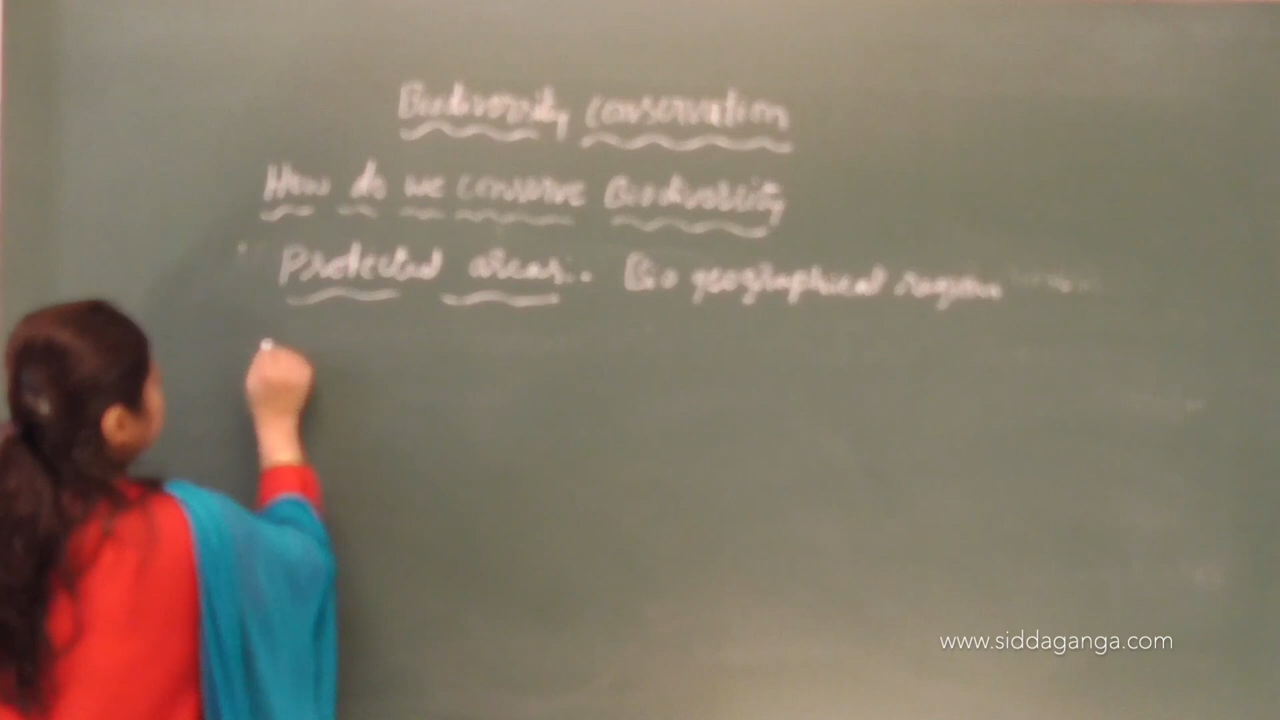 Biodiversity conservation
How do we conserve Biodiversity
Protected areas:. Bio geographical region
www.siddaganga.com